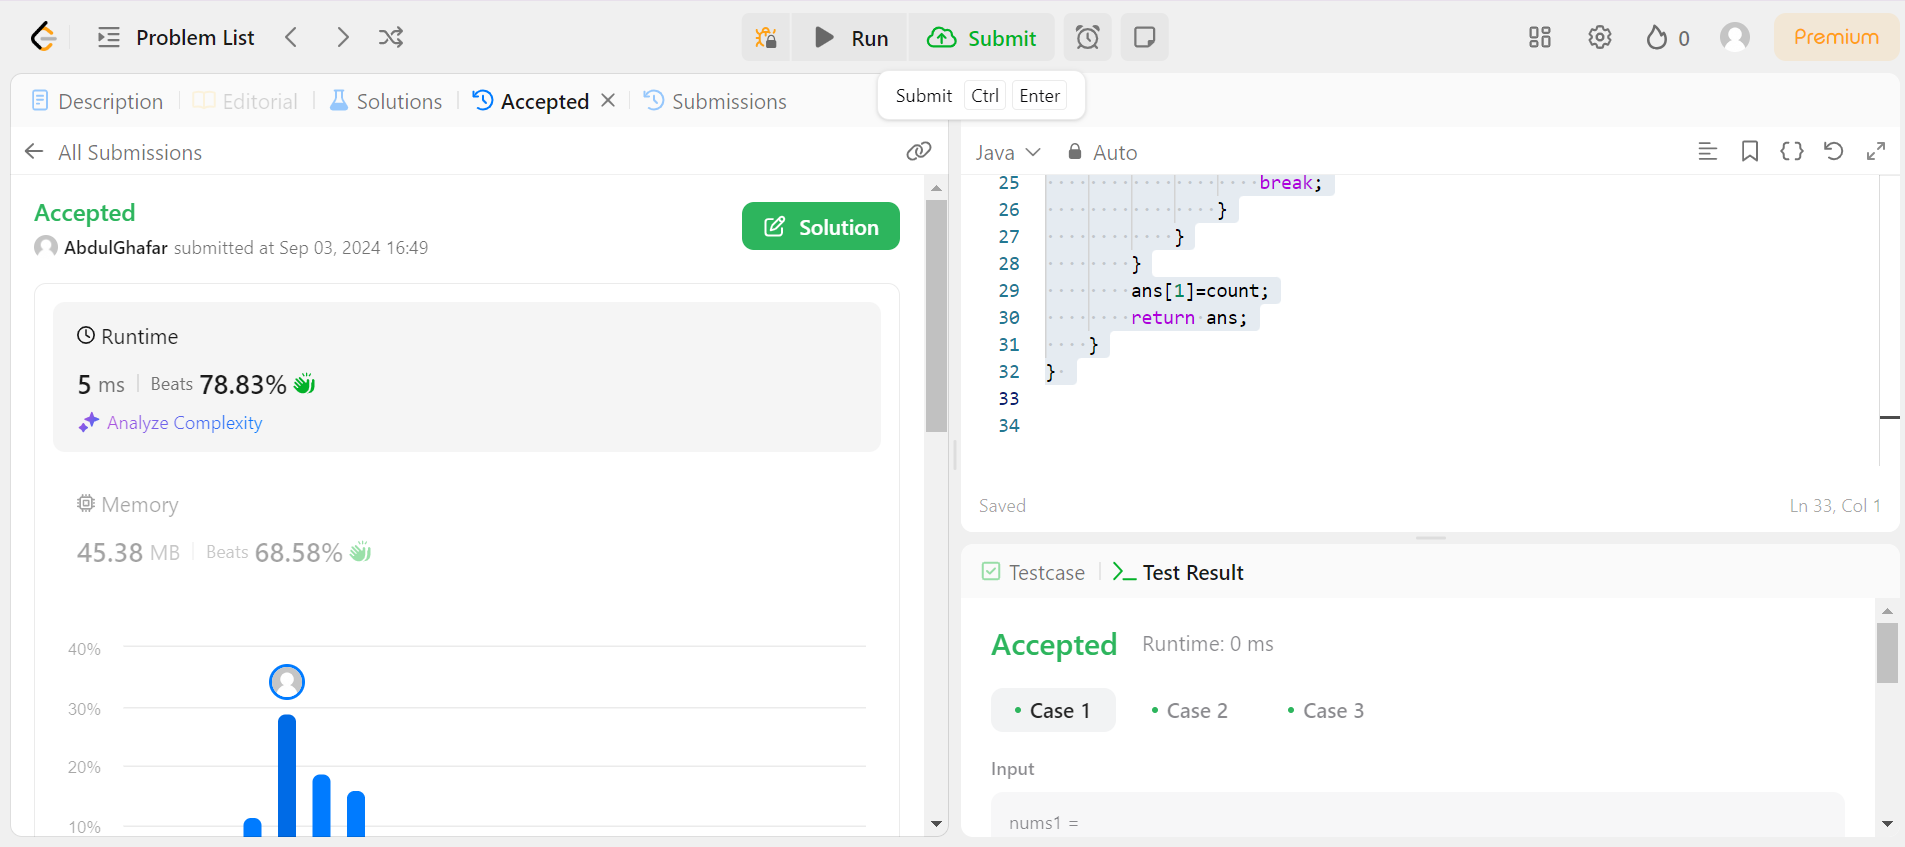 Problem List
Run
Submit
0
Premium
Submit Ctrl Enter
Description
Editorial
Solutions
Accepted
Submissions
All Submissions
Accepted
AbdulGhafar submitted at Sep 03, 2024 16:49
Solution
Runtime
5 ms
Beats 78.83%
Analyze Complexity
Memory
45.38 MB
Beats 68.58%
40%
30%
20%
10%
Java
Auto
25 break;
26 }
27 }
28 }
29 ans[1]=count;
30 return ans;
31 }
32 }
33
34
Saved
Ln 33, Col 1
Testcase
>_ Test Result
Accepted
Runtime: 0 ms
• Case 1
• Case 2
• Case 3
Input
nums1 =